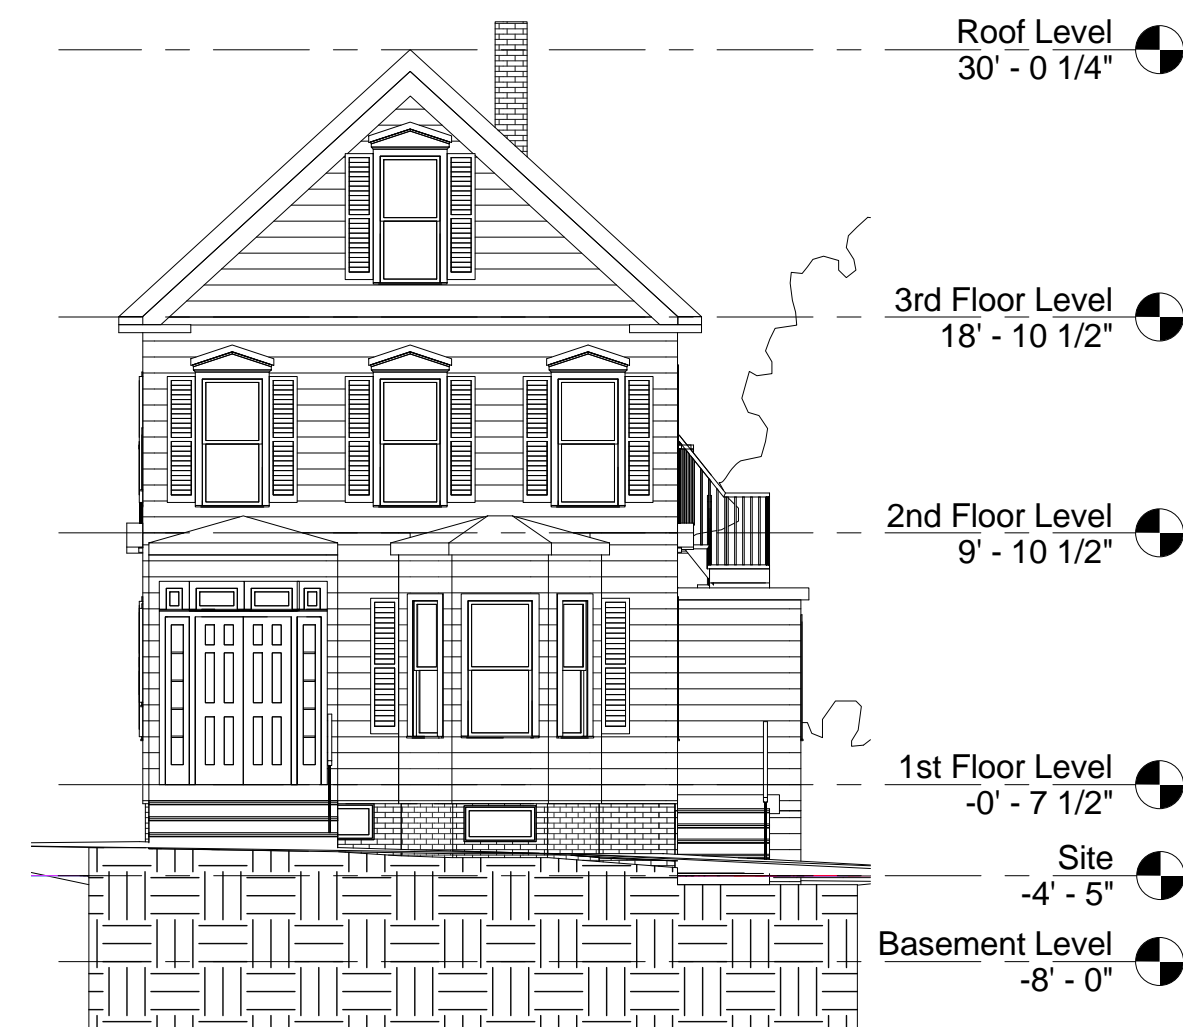 Roof Level
30' - 0 1/4"
3rd Floor Level
18' - 10 1/2"
2nd Floor Level
9' - 10 1/2"
1st Floor Level
-0' - 7 1/2"
Site
-4' - 5"
Basement Level
-8' - 0"